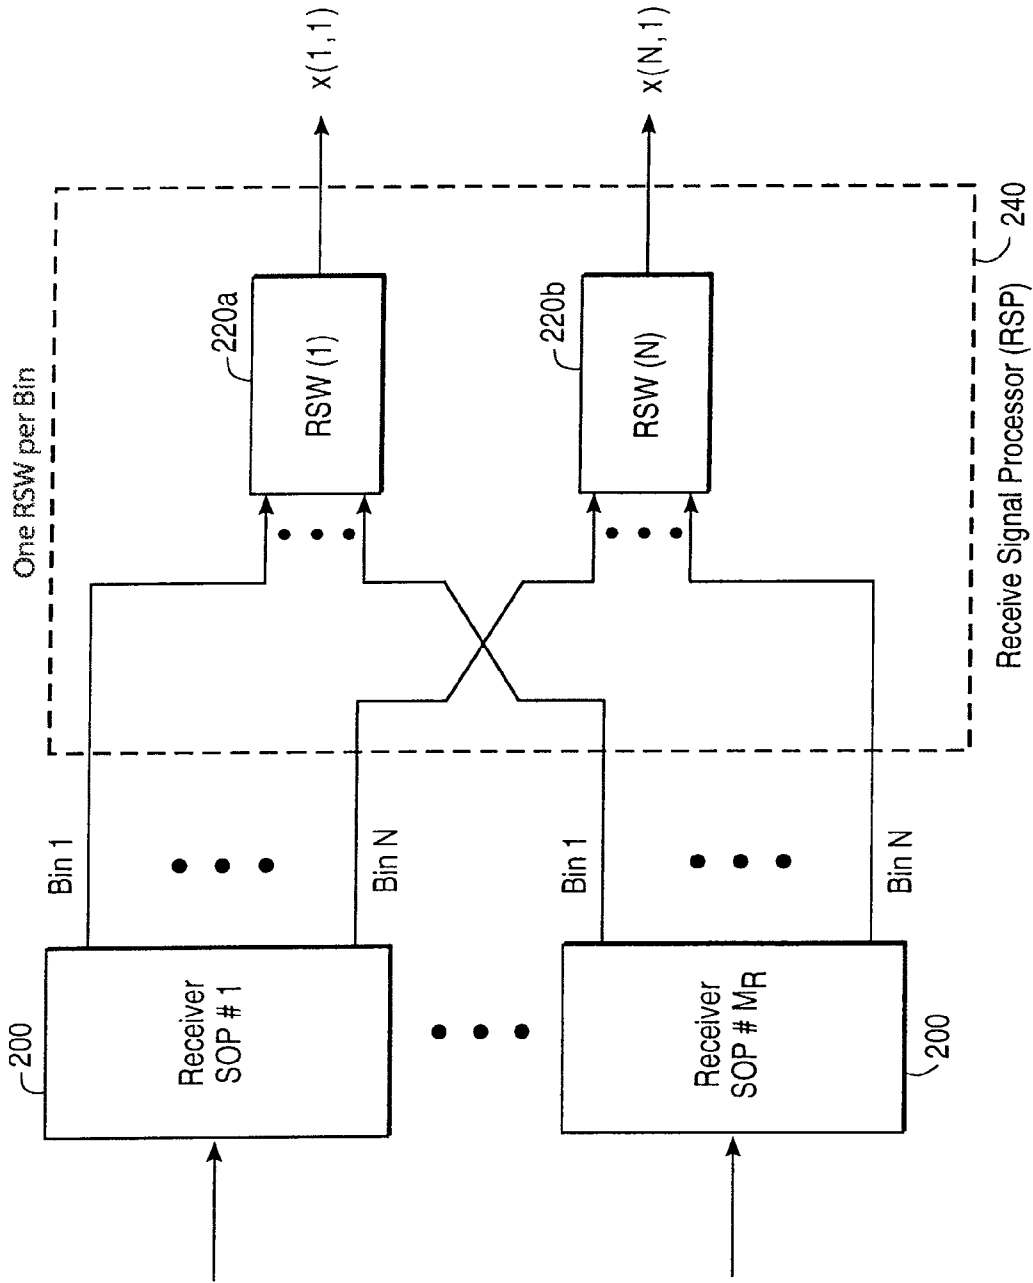 One RSW per Bin
200
Receiver
SOP # 1
Bin 1
Bin N
220a
RSW (1)
x(1,1)
Receiver
SOP # MR
200
Bin 1
Bin N
220b
RSW (N)
x(N,1)
240
Receive Signal Processor (RSP)